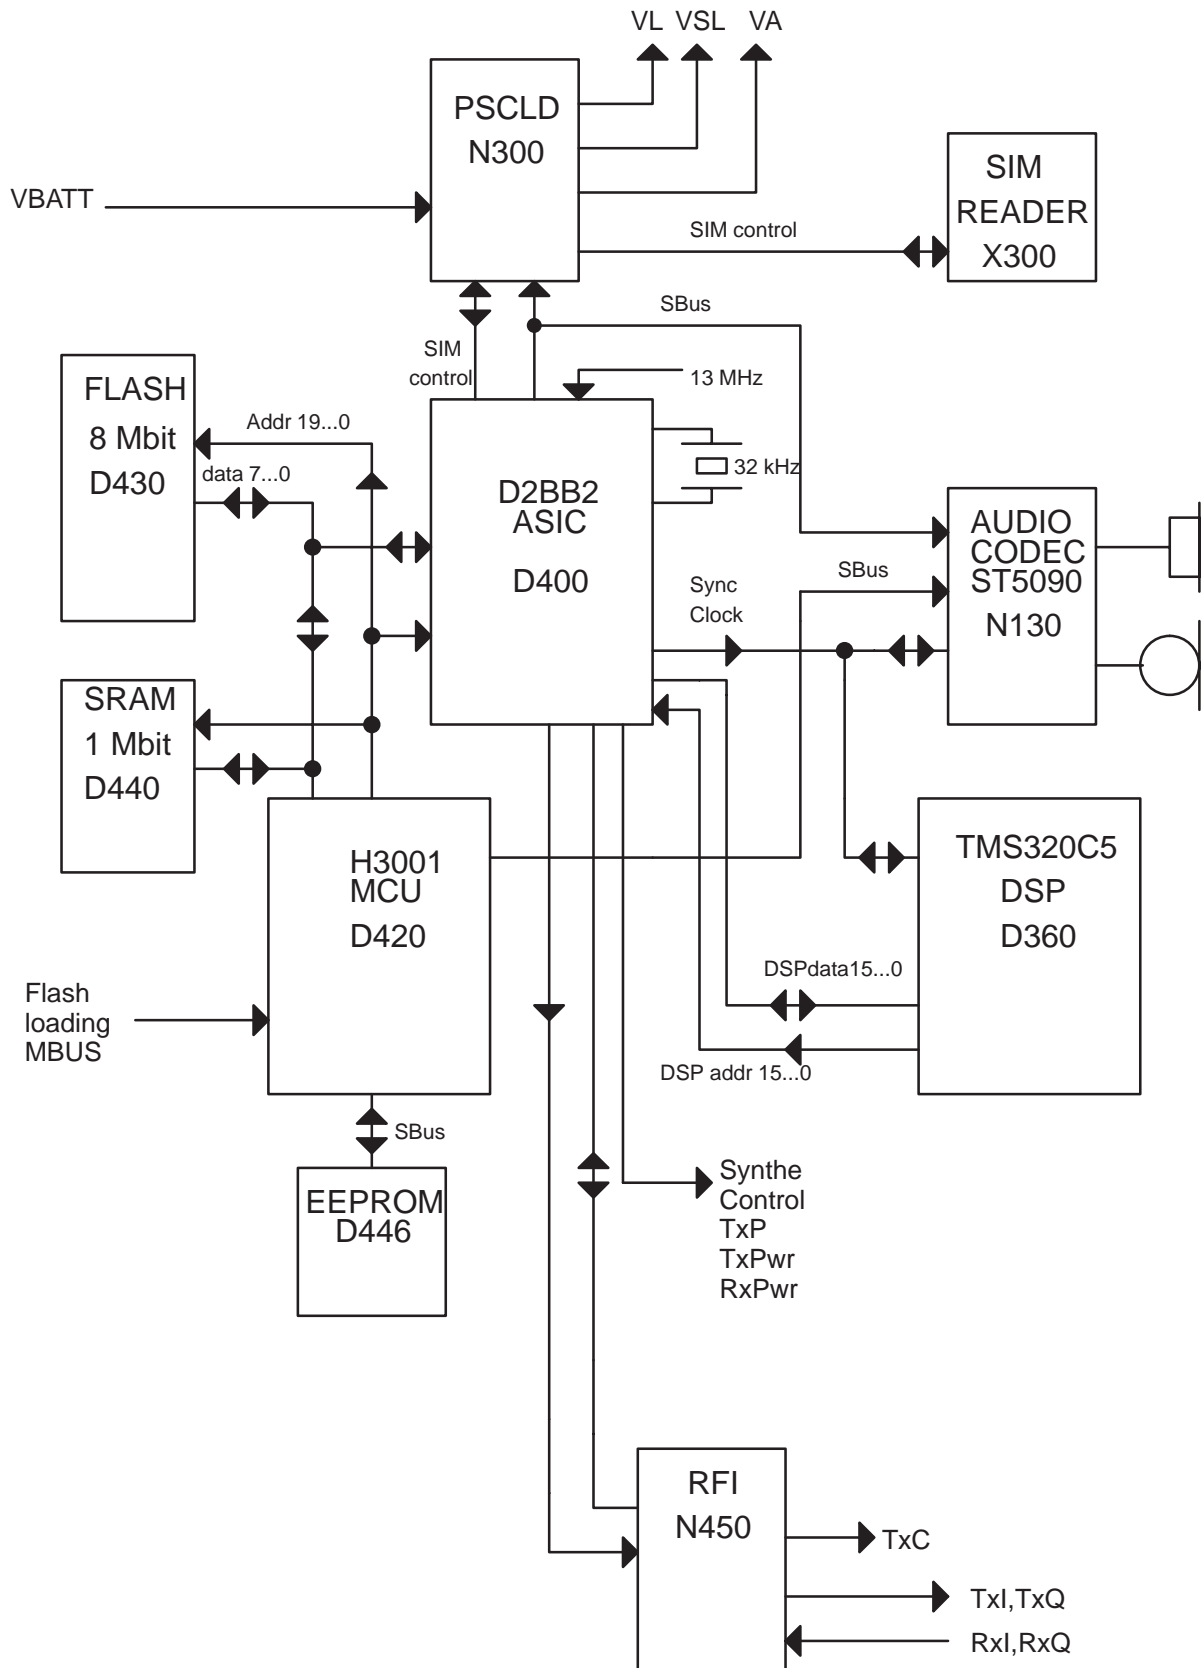 VL VSL VA
PSCLD
N300
VBATT
SIM
READER
X300
SIM control
SBus
SIM
control
13 MHz
FLASH
8 Mbit
D430
Addr 19...0
data 7...0
D2BB2
ASIC
D400
32 kHz
AUDIO
CODEC
ST5090
N130
SBus
Sync
Clock
SRAM
1 Mbit
D440
H3001
MCU
D420
TMS320C5
DSP
D360
DSPdata15...0
DSP addr 15...0
Flash
loading
MBUS
SBus
EEPROM
D446
Synthe
Control
TxP
TxPwr
RxPwr
RFI
N450
TxC
TxI,TxQ
RxI,RxQ